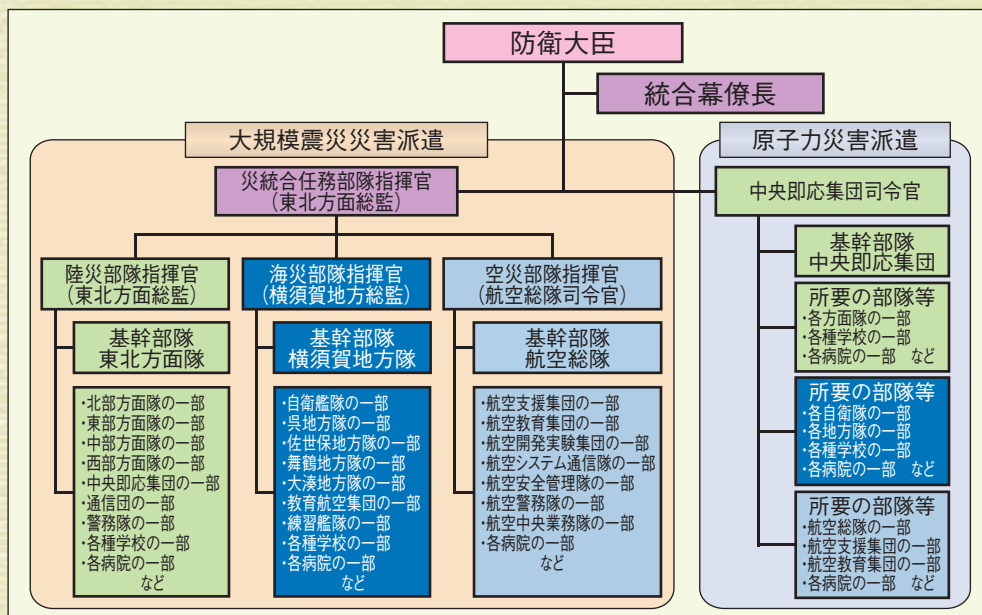 防衛大臣
統合幕僚長
大規模震災災害派遣
災統合任務部隊指揮官
(東北方面総監)
陸災部隊指揮官
(東北方面総監)
基幹部隊
東北方面隊
・北部方面隊の一部
・東部方面隊の一部
・中部方面隊の一部
・西部方面隊の一部
・中央即応集団の一部
・通信団の一部
・警務隊の一部
・各種学校の一部
・各病院の一部
など
海災部隊指揮官
(横須賀地方総監)
基幹部隊
横須賀地方隊
・自衛艦隊の一部
・呉地方隊の一部
・佐世保地方隊の一部
・舞鶴地方隊の一部
・大湊地方隊の一部
・教育航空集団の一部
・練習艦隊の一部
・各種学校の一部
・各病院の一部
など
空災部隊指揮官
(航空総隊司令官)
基幹部隊
航空総隊
・航空支援集団の一部
・航空教育集団の一部
・航空開発実験集団の一部
・航空システム通信隊の一部
・航空安全管理隊の一部
・航空警務隊の一部
・航空中央業務隊の一部
・各病院の一部
など
原子力災害派遣
中央即応集団司令官
基幹部隊
中央即応集団
所要の部隊等
・各方面隊の一部
・各種学校の一部
・各病院の一部 など
所要の部隊等
・各自衛隊の一部
・各地方隊の一部
・各種学校の一部
・各病院の一部 など
所要の部隊等
・航空総隊の一部
・航空支援集団の一部
・航空教育集団の一部
・各病院の一部 など